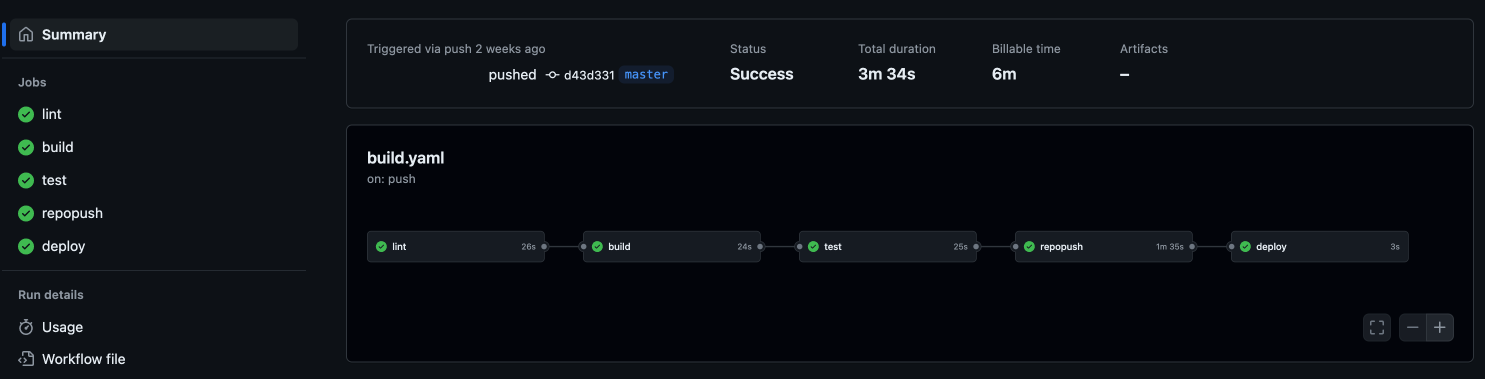 Summary
Jobs
lint
build
test
repopush
deploy
Run details
Usage
Workflow file
Triggered via push 2 weeks ago
pushed d43d331 master
Status
Success
Total duration
3m 34s
Billable time
6m
Artifacts
–
build.yaml
on: push
lint 26s
build 24s
test 25s
repopush 1m 35s
deploy 3s